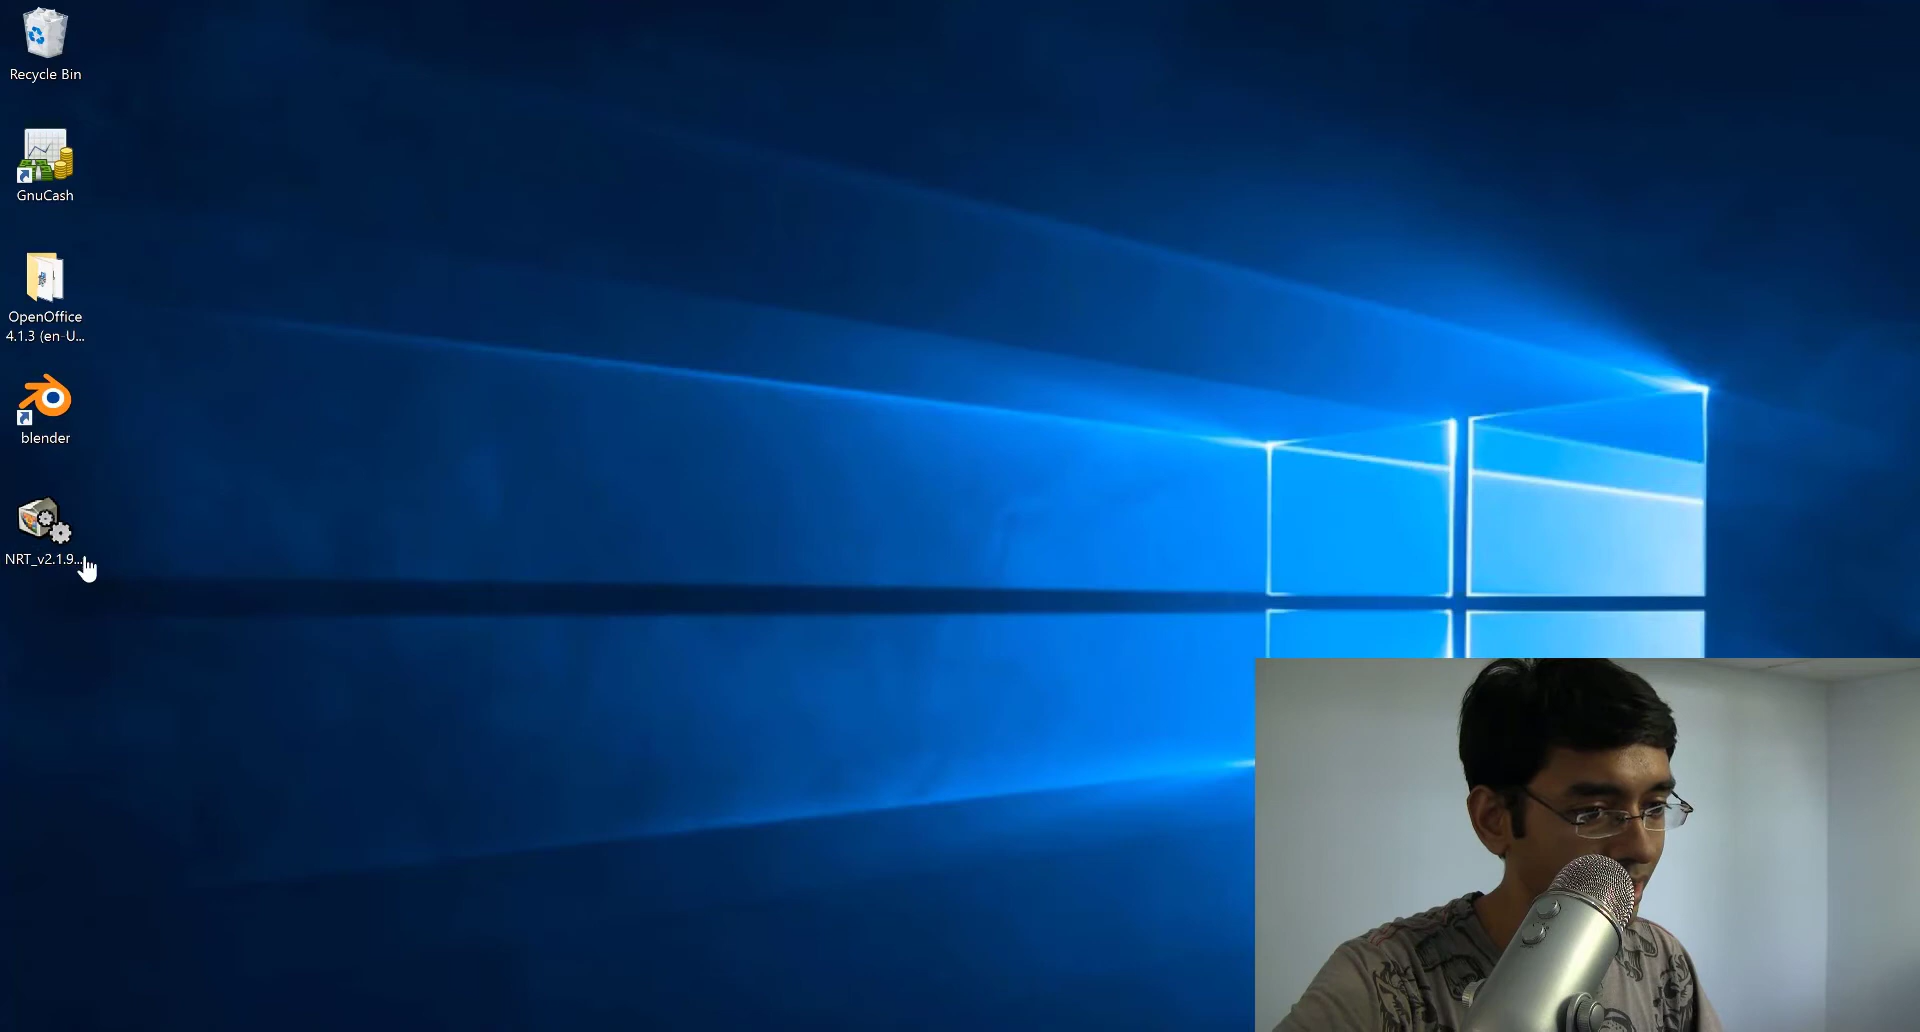 Recycle Bin
GnuCash
OpenOffice
4.1.3 (en-U...
blender
NRT_v2.1.9...